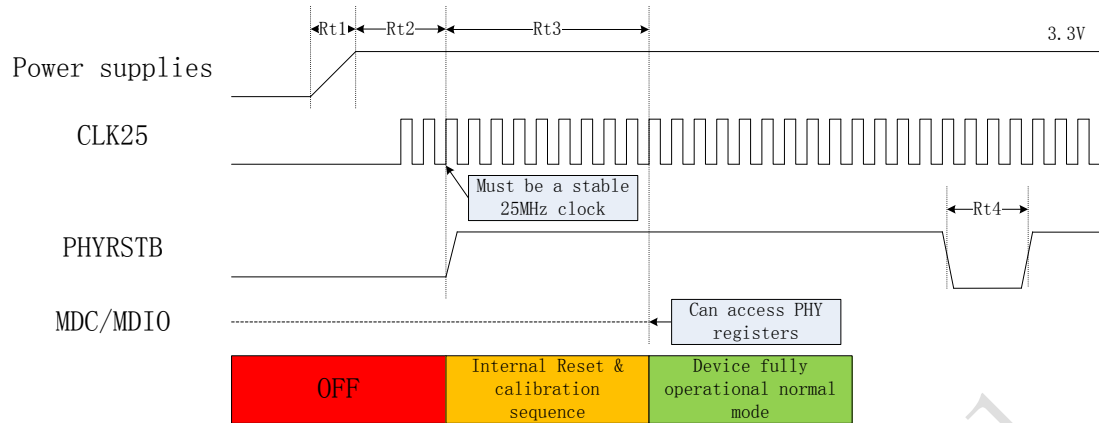 Rt1 Rt2 Rt3
3.3V
Power supplies
CLK25
Must be a stable
25MHz clock
Rt4
PHYRSTB
MDC/MDIO
Can access PHY
registers
OFF
Internal Reset &
calibration
sequence
Device fully
operational normal
mode